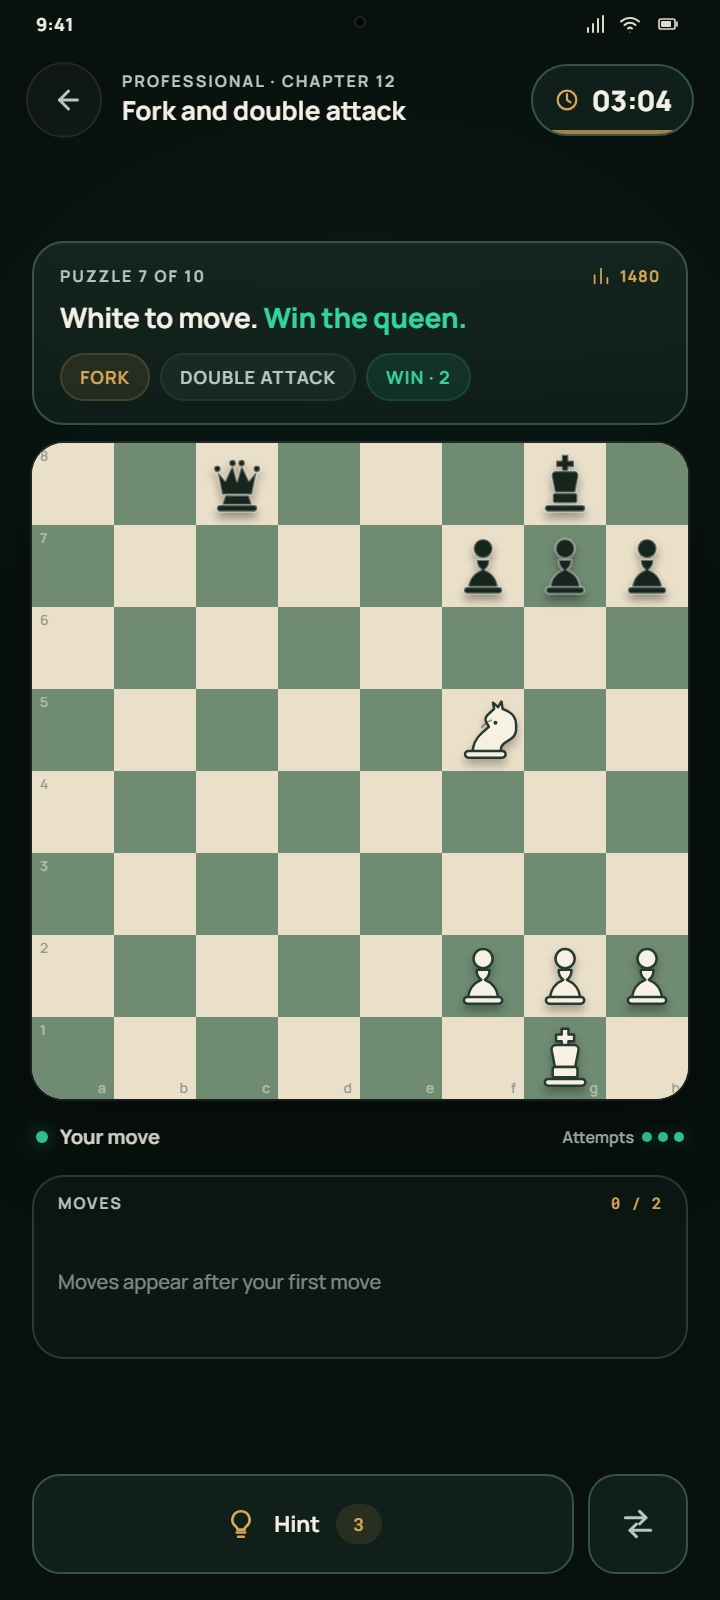 9:41
PROFESSIONAL · CHAPTER 12
Fork and double attack
03:04
PUZZLE 7 OF 10
1480
White to move. Win the queen.
FORK
DOUBLE ATTACK
WIN · 2
8
7
6
5
4
3
2
1
a b c d e f g h
Your move
Attempts
MOVES
0 / 2
Moves appear after your first move
Hint
3